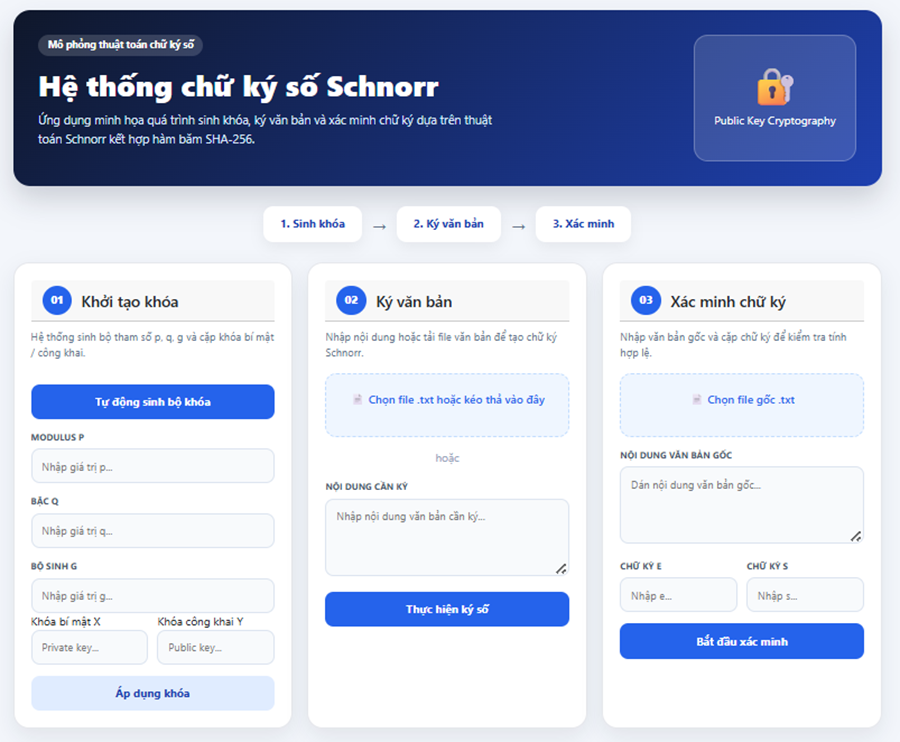 Mô phỏng thuật toán chữ ký số
Hệ thống chữ ký số Schnorr
Ứng dụng minh họa quá trình sinh khóa, ký văn bản và xác minh chữ ký dựa trên thuật
toán Schnorr kết hợp hàm băm SHA-256.
Public Key Cryptography
1. Sinh khóa → 2. Ký văn bản → 3. Xác minh
01 Khởi tạo khóa
Hệ thống sinh bộ tham số p, q, g và cặp khóa bí mật
/ công khai.
Tự động sinh bộ khóa
MODULUS P
Nhập giá trị p...
BẬC Q
Nhập giá trị q...
BỘ SINH G
Nhập giá trị g...
Khóa bí mật X
Khóa công khai Y
Private key...
Public key...
Áp dụng khóa
02 Ký văn bản
Nhập nội dung hoặc tải file văn bản để tạo chữ ký
Schnorr.
Chọn file .txt hoặc kéo thả vào đây
hoặc
NỘI DUNG CẦN KÝ
Nhập nội dung văn bản cần ký...
Thực hiện ký số
03 Xác minh chữ ký
Nhập văn bản gốc và cặp chữ ký để kiểm tra tính
hợp lệ.
Chọn file gốc .txt
NỘI DUNG VĂN BẢN GỐC
Dán nội dung văn bản gốc...
CHỮ KÝ E
CHỮ KÝ S
Nhập e...
Nhập s...
Bắt đầu xác minh